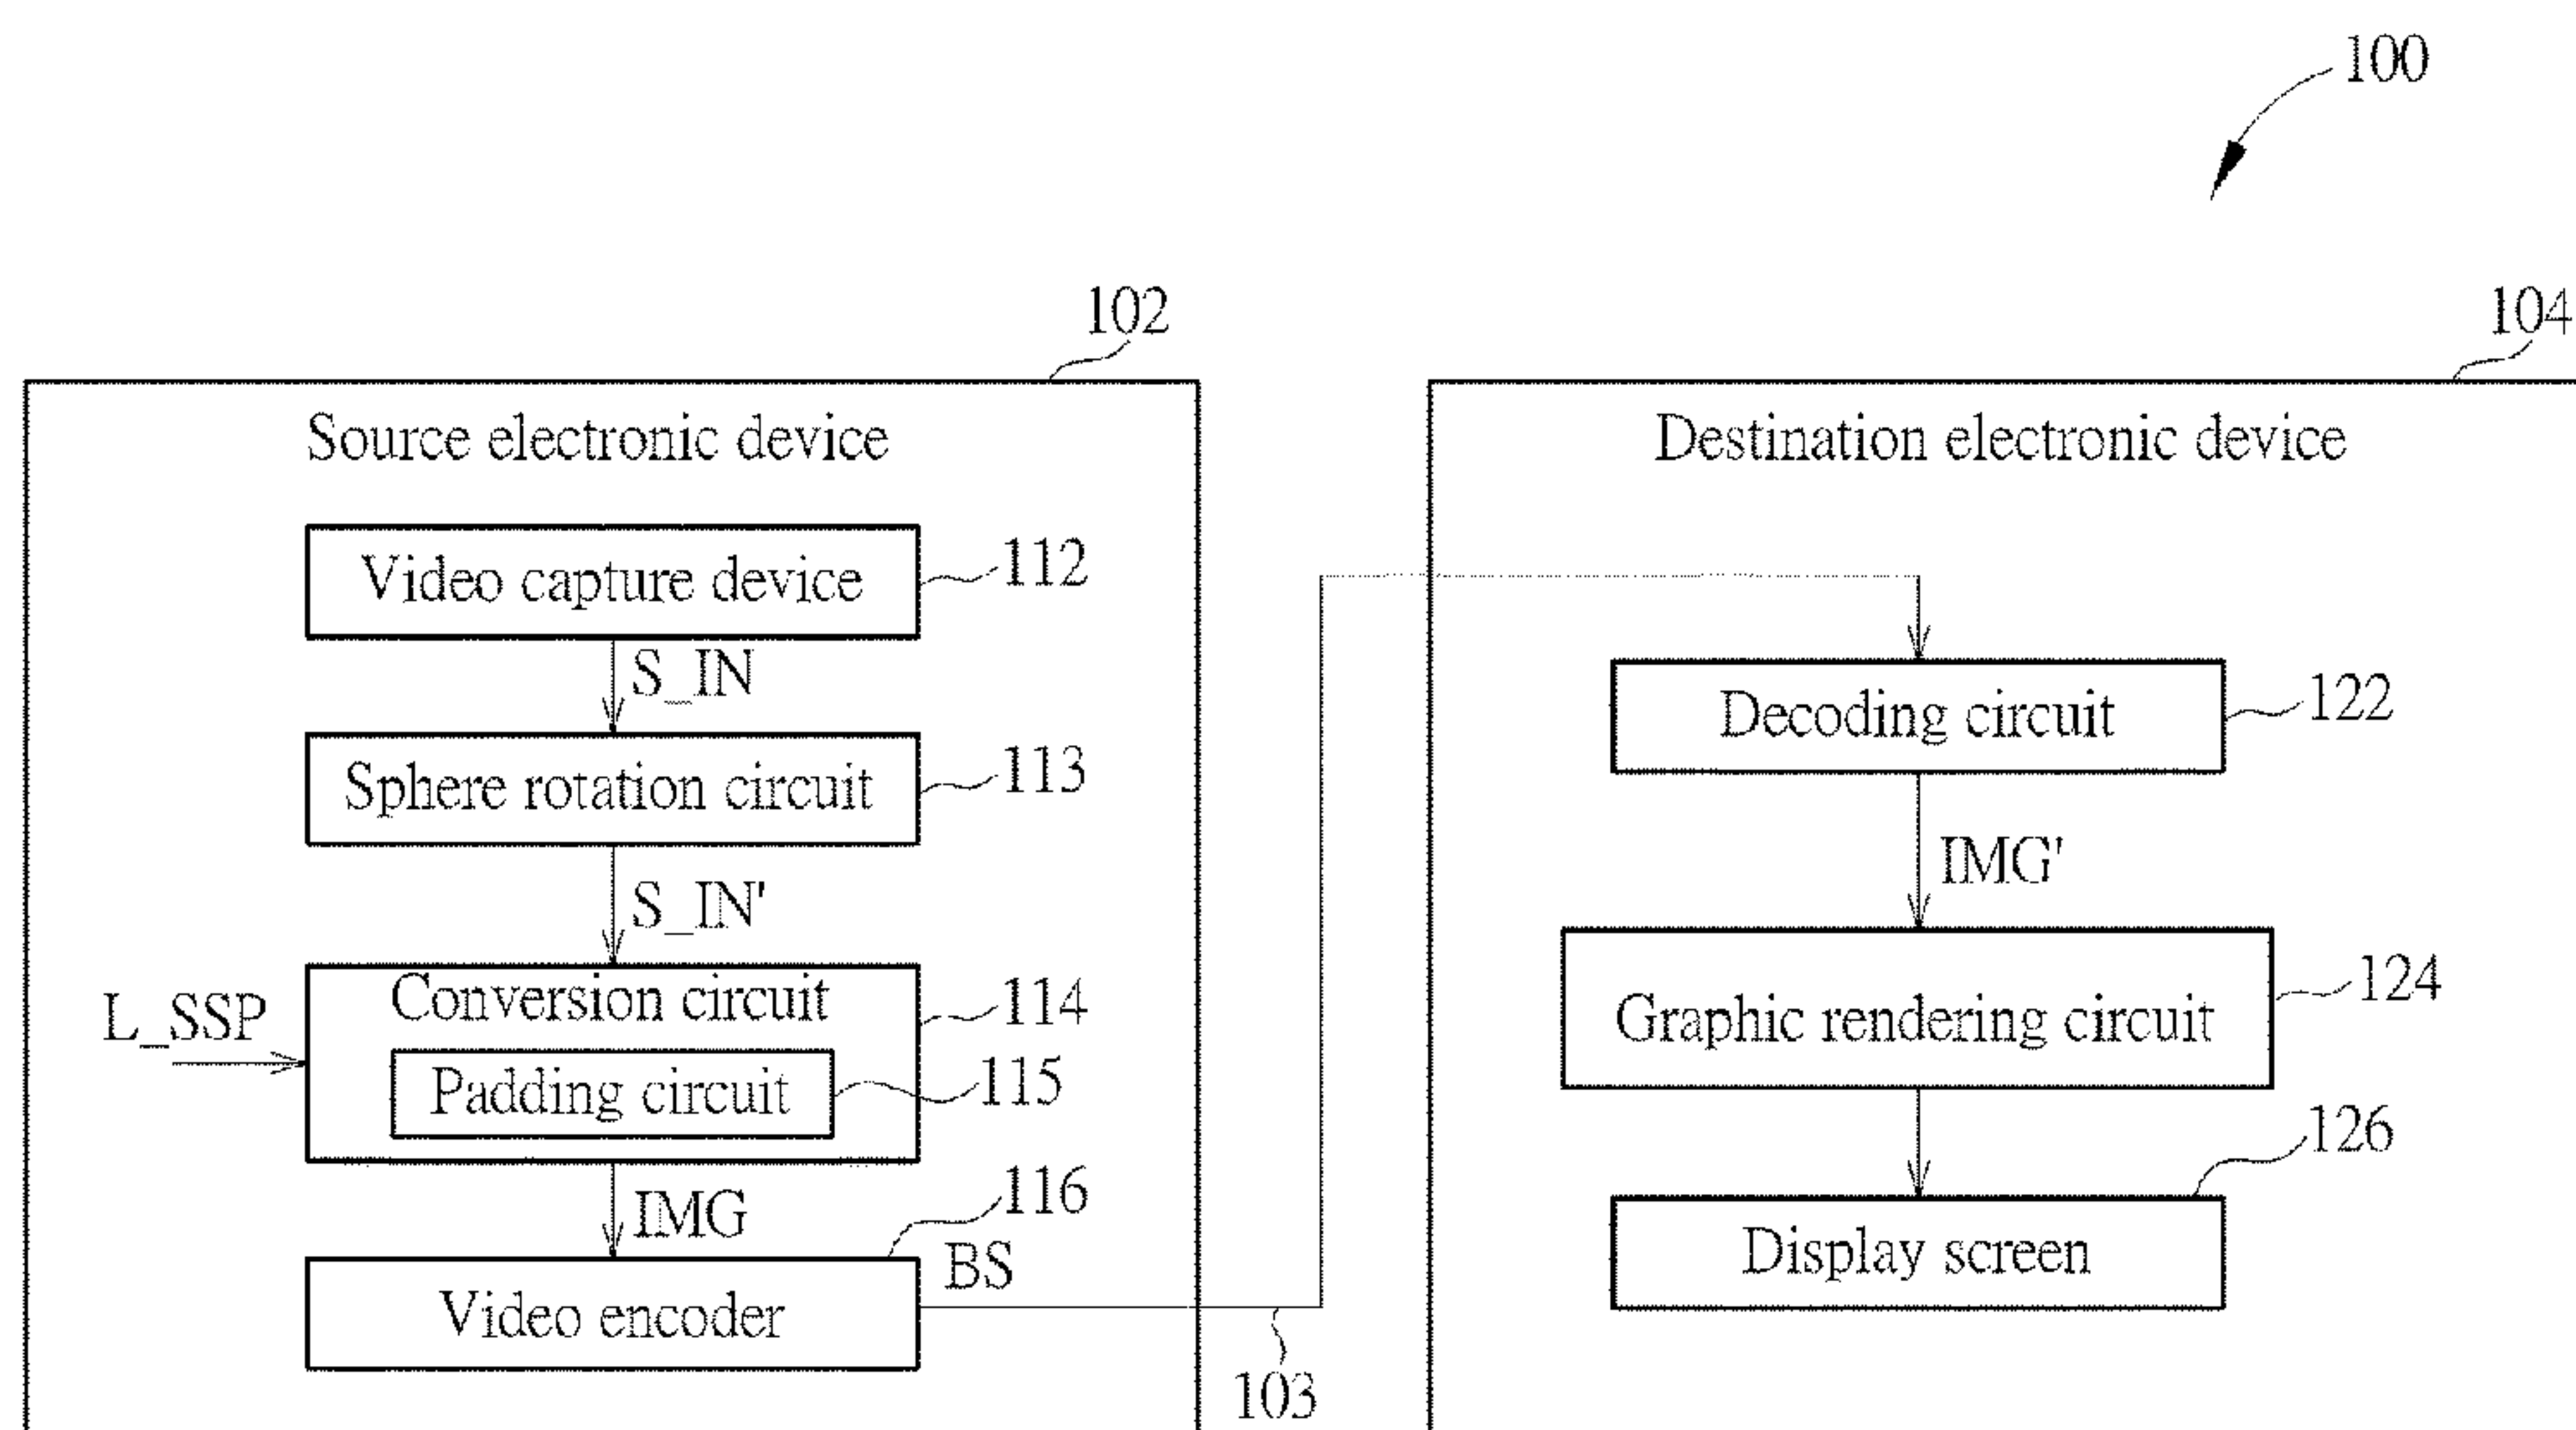 100
102
104
Source electronic device
Destination electronic device
Video capture device
112
S_IN
Sphere rotation circuit
113
S_IN'
L_SSP
Conversion circuit
114
Padding circuit
115
IMG
116
Video encoder
BS
103
Decoding circuit
122
IMG'
Graphic rendering circuit
124
126
Display screen